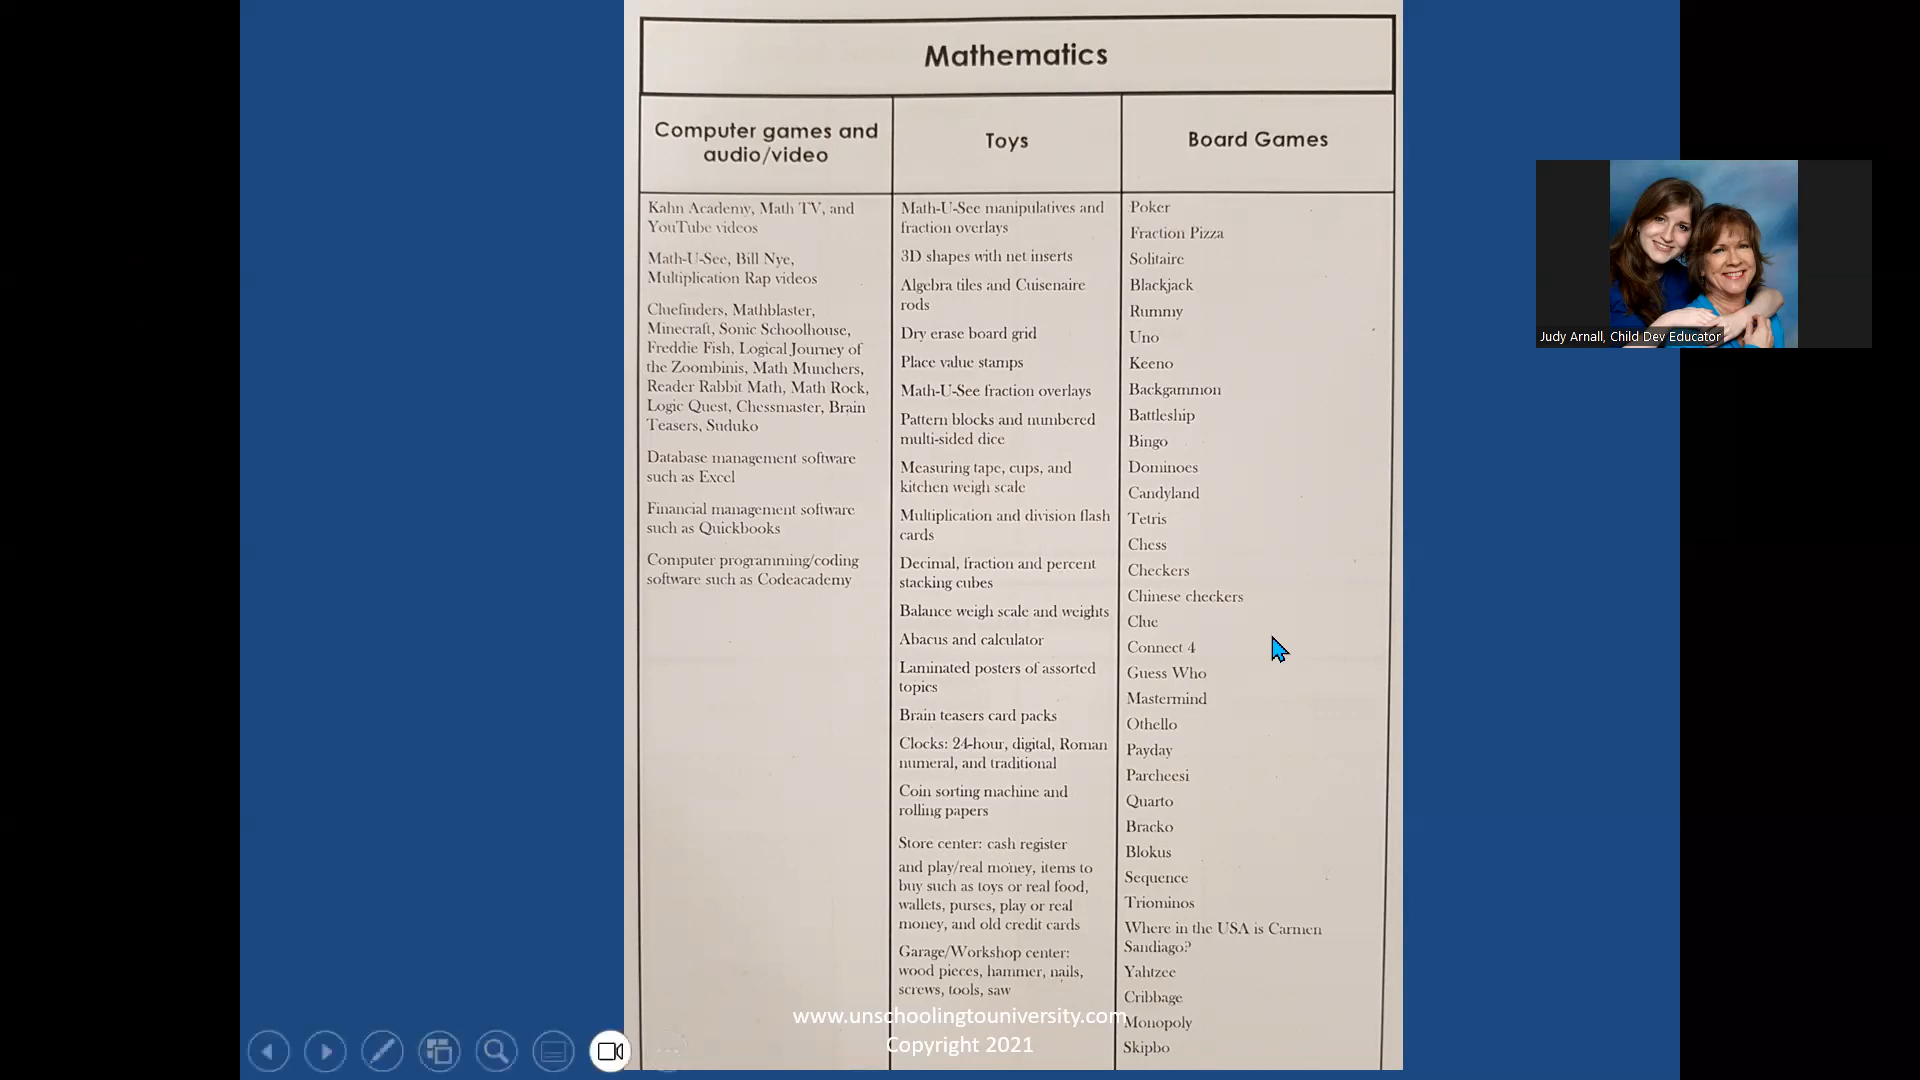 Mathematics
Computer games and
audio/video
Toys
Board Games
Kahn Academy, Math TV, and
YouTube videos
Math-U-See, Bill Nye,
Multiplication Rap videos
Cluefinders, Mathblaster,
Minecraft, Sonic Schoolhouse,
Freddie Fish, Logical Journey of
the Zoombinis, Math Munchers,
Reader Rabbit Math, Math Rock,
Logic Quest, Chessmaster, Brain
Teasers, Suduko
Database management software
such as Excel
Financial management software
such as Quickbooks
Computer programming/coding
software such as Codeacademy
Math-U-See manipulatives and
fraction overlays
3D shapes with net inserts
Algebra tiles and Cuisenaire
rods
Dry erase board grid
Place value stamps
Math-U-See fraction overlays
Pattern blocks and numbered
multi-sided dice
Measuring tape, cups, and
kitchen weigh scale
Multiplication and division flash
cards
Decimal, fraction and percent
stacking cubes
Balance weigh scale and weights
Abacus and calculator
Laminated posters of assorted
topics
Brain teasers card packs
Clocks: 24-hour, digital, Roman
numeral, and traditional
Coin sorting machine and
rolling papers
Store center: cash register
and play/real money, items to
buy such as toys or real food,
wallets, purses, play or real
money, and old credit cards
Garage/Workshop center:
wood pieces, hammer, nails,
screws, tools, saw
Poker
Fraction Pizza
Solitaire
Blackjack
Rummy
Uno
Keeno
Backgammon
Battleship
Bingo
Dominoes
Candyland
Tetris
Chess
Checkers
Chinese checkers
Clue
Connect 4
Guess Who
Mastermind
Othello
Payday
Parcheesi
Quarto
Bracko
Blokus
Sequence
Triominos
Where in the USA is Carmen
Sandiago?
Yahtzee
Cribbage
Monopoly
Skipbo
www.unschoolingtouniversity.com
Copyright 2021
Judy Arnall, Child Dev Educator